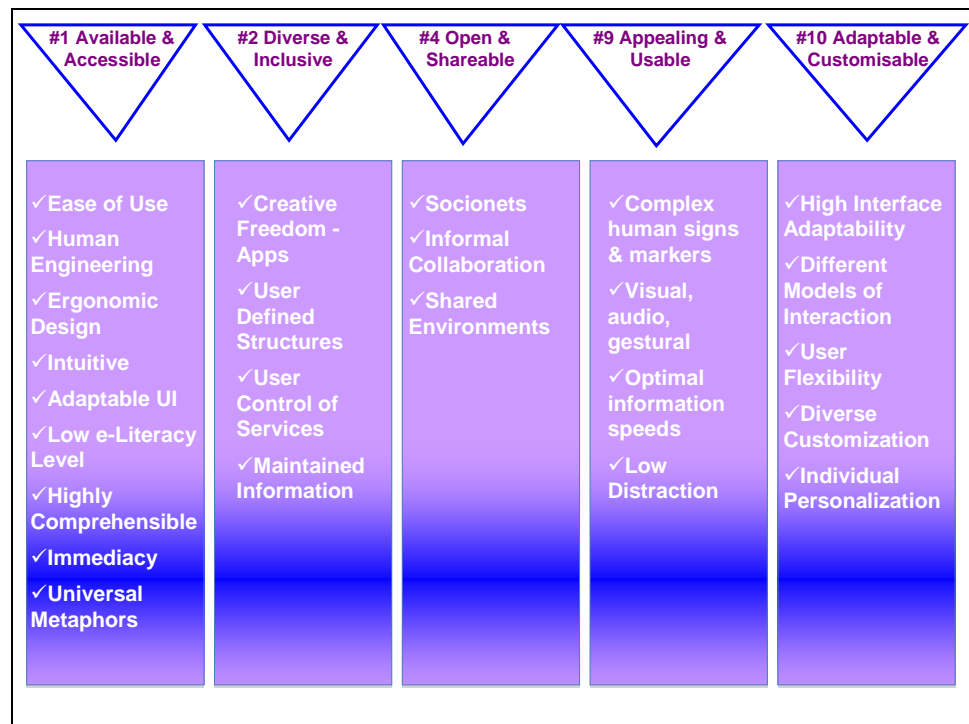 #1 Available &
Accessible
#2 Diverse &
Inclusive
#4 Open &
Shareable
#9 Appealing &
Usable
#10 Adaptable &
Customisable
✓Ease of Use
✓Human
Engineering
✓Ergonomic
Design
✓Intuitive
✓Adaptable UI
✓Low e-Literacy
Level
✓Highly
Comprehensible
✓Immediacy
✓Universal
Metaphors
✓Creative
Freedom -
Apps
✓User
Defined
Structures
✓User
Control of
Services
✓Maintained
Information
✓Socionets
✓Informal
Collaboration
✓Shared
Environments
✓Complex
human signs
& markers
✓Visual,
audio,
gestural
✓Optimal
information
speeds
✓Low
Distraction
✓High Interface
Adaptability
✓Different
Models of
Interaction
✓User
Flexibility
✓Diverse
Customization
✓Individual
Personalization